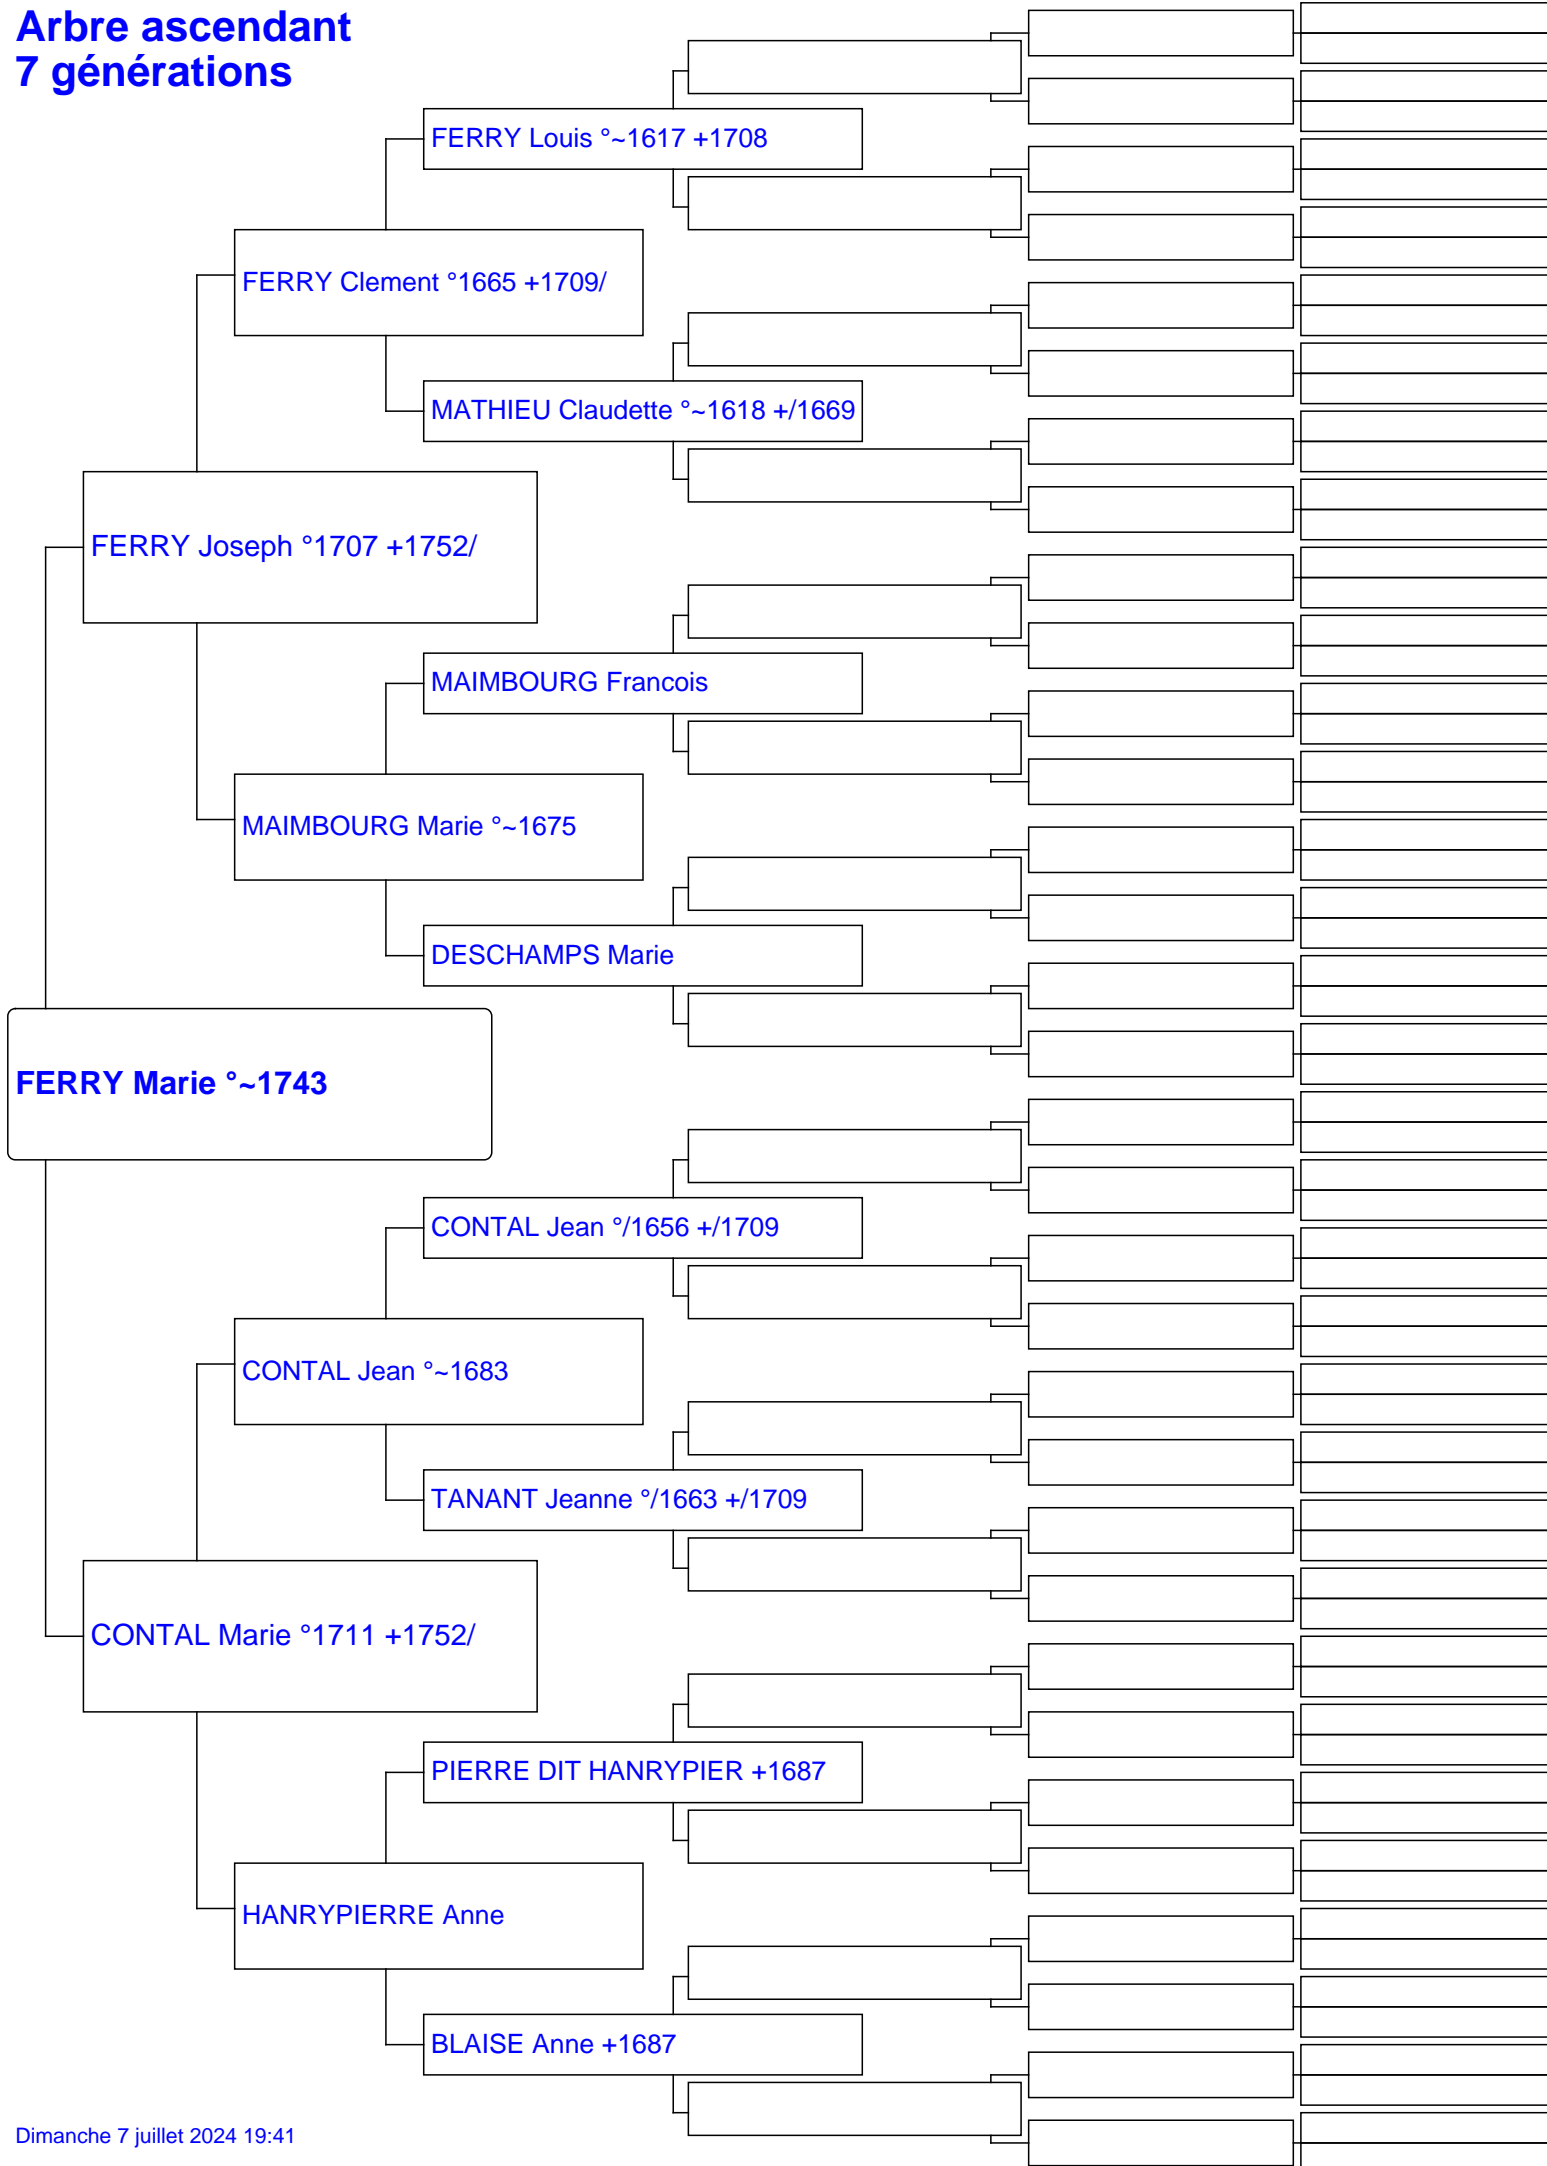 Arbre ascendant
7 générations
FERRY Louis °~1617 +1708
FERRY Clement °1665 +1709/
MATHIEU Claudette °~1618 +/1669
FERRY Joseph °1707 +1752/
MAIMBOURG Francois
MAIMBOURG Marie °~1675
DESCHAMPS Marie
FERRY Marie °~1743
CONTAL Jean °/1656 +/1709
CONTAL Jean °~1683
TANANT Jeanne °/1663 +/1709
CONTAL Marie °1711 +1752/
PIERRE DIT HANRYPIER +1687
HANRYPIERRE Anne
BLAISE Anne +1687
Dimanche 7 juillet 2024 19:41